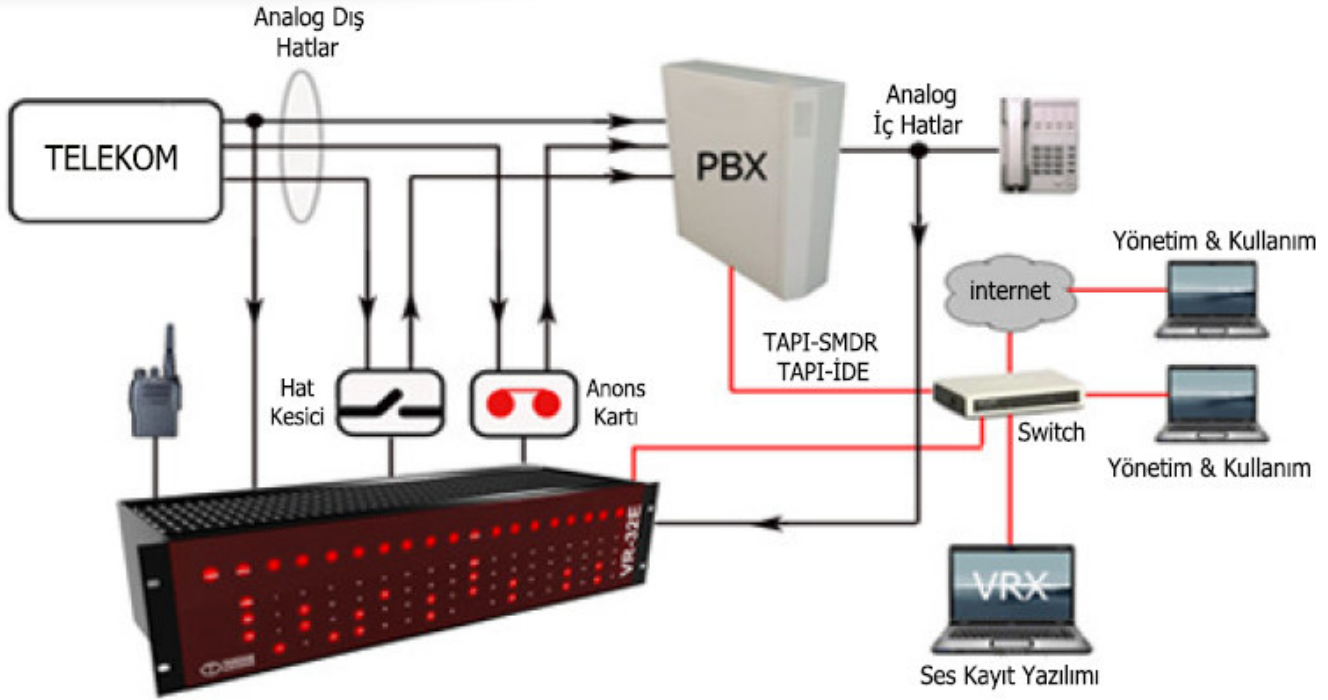 Analog Dış
Hatlar
TELEKOM
PBX
Analog
İç Hatlar
Yönetim & Kullanım
internet
TAPI-SMDR
TAPI-İDE
Hat
Kesici
Anons
Kartı
Switch
Yönetim & Kullanım
VR-32E
VRX
Ses Kayıt Yazılımı